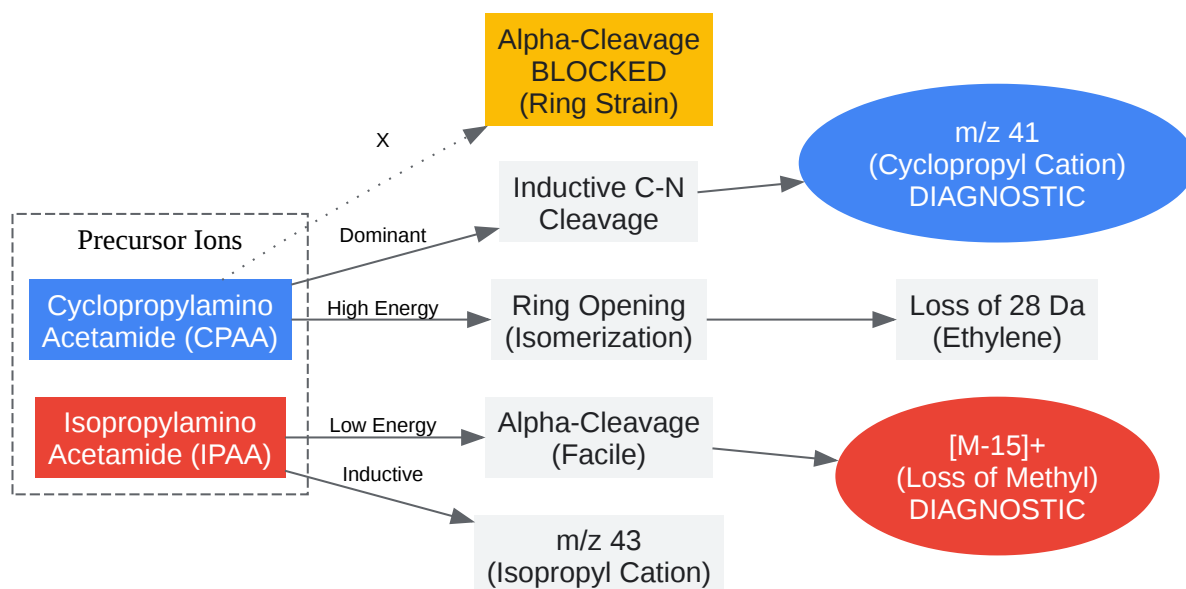 Alpha-Cleavage
BLOCKED
(Ring Strain)
X
m/z 41
(Cyclopropyl Cation)
DIAGNOSTIC
Inductive C-N
Cleavage
Precursor Ions
Dominant
Cyclopropylamino
Acetamide (CPAA)
High Energy
Ring Opening
(Isomerization)
Loss of 28 Da
(Ethylene)
Isopropylamino
Acetamide (IPAA)
Low Energy
Alpha-Cleavage
(Facile)
[M-15]+
(Loss of Methyl)
DIAGNOSTIC
Inductive
m/z 43
(Isopropyl Cation)